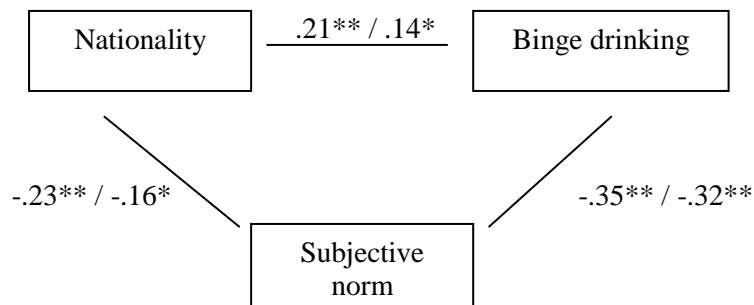 Nationality
.21** / .14*
Binge drinking
-.23** / -.16*
-.35** / -.32**
Subjective
norm